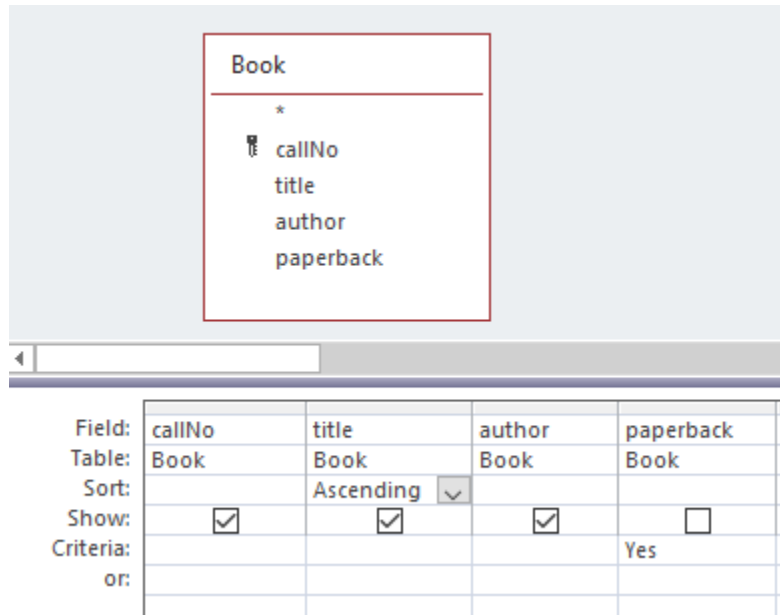 Book
*
callNo
title
author
paperback
Field: callNo title author paperback
Table: Book Book Book Book
Sort: Ascending
Show:
Criteria: Yes
or: